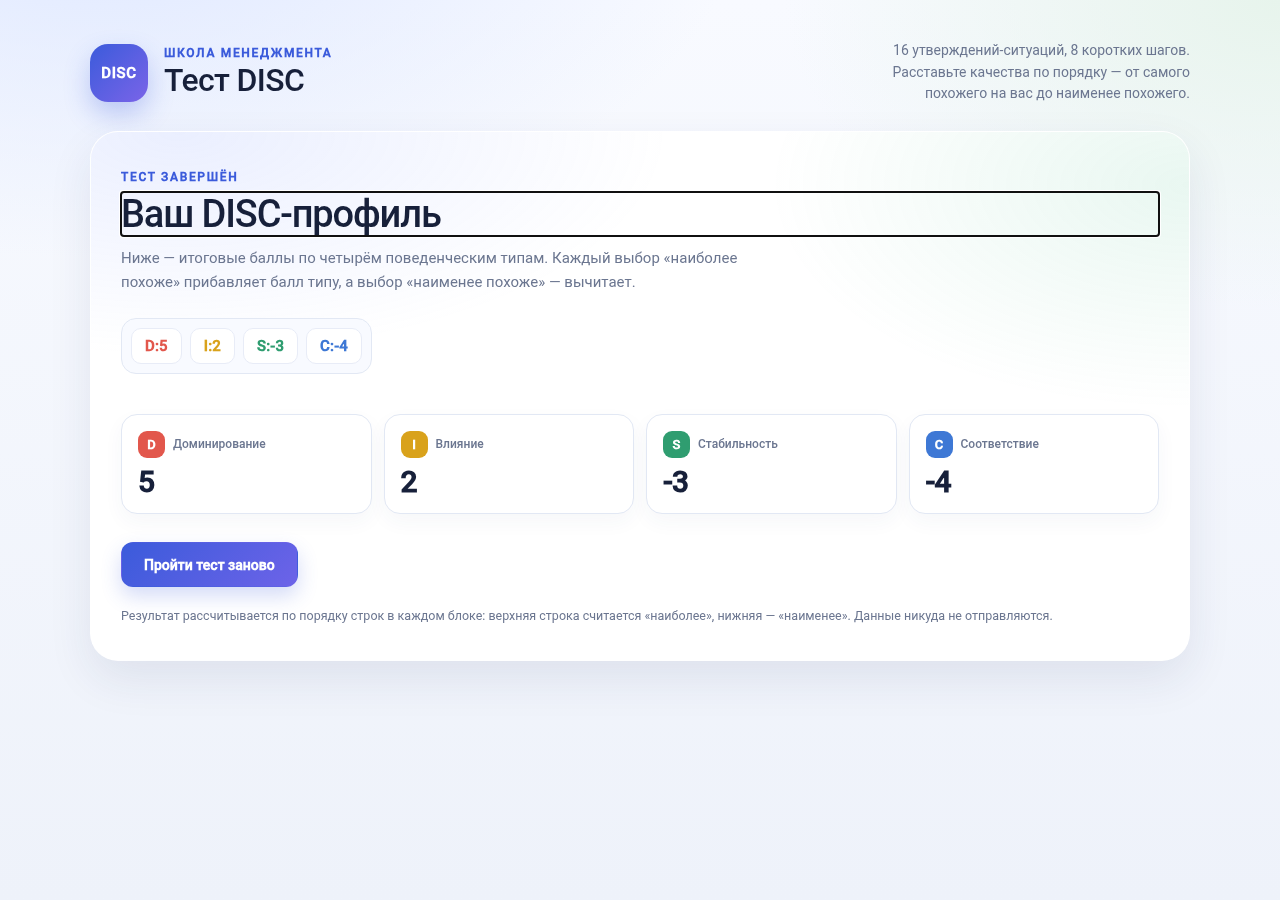 DISC
ШКОЛА МЕНЕДЖМЕНТА
Тест DISC
16 утверждений-ситуаций, 8 коротких шагов.
Расставьте качества по порядку — от самого
похожего на вас до наименее похожего.
ТЕСТ ЗАВЕРШЁН
Ваш DISC-профиль
Ниже — итоговые баллы по четырём поведенческим типам. Каждый выбор «наиболее
похоже» прибавляет балл типу, а выбор «наименее похоже» — вычитает.
D:5 I:2 S:-3 C:-4
D Доминирование
5
I Влияние
2
S Стабильность
-3
C Соответствие
-4
Пройти тест заново
Результат рассчитывается по порядку строк в каждом блоке: верхняя строка считается «наиболее», нижняя — «наименее». Данные никуда не отправляются.